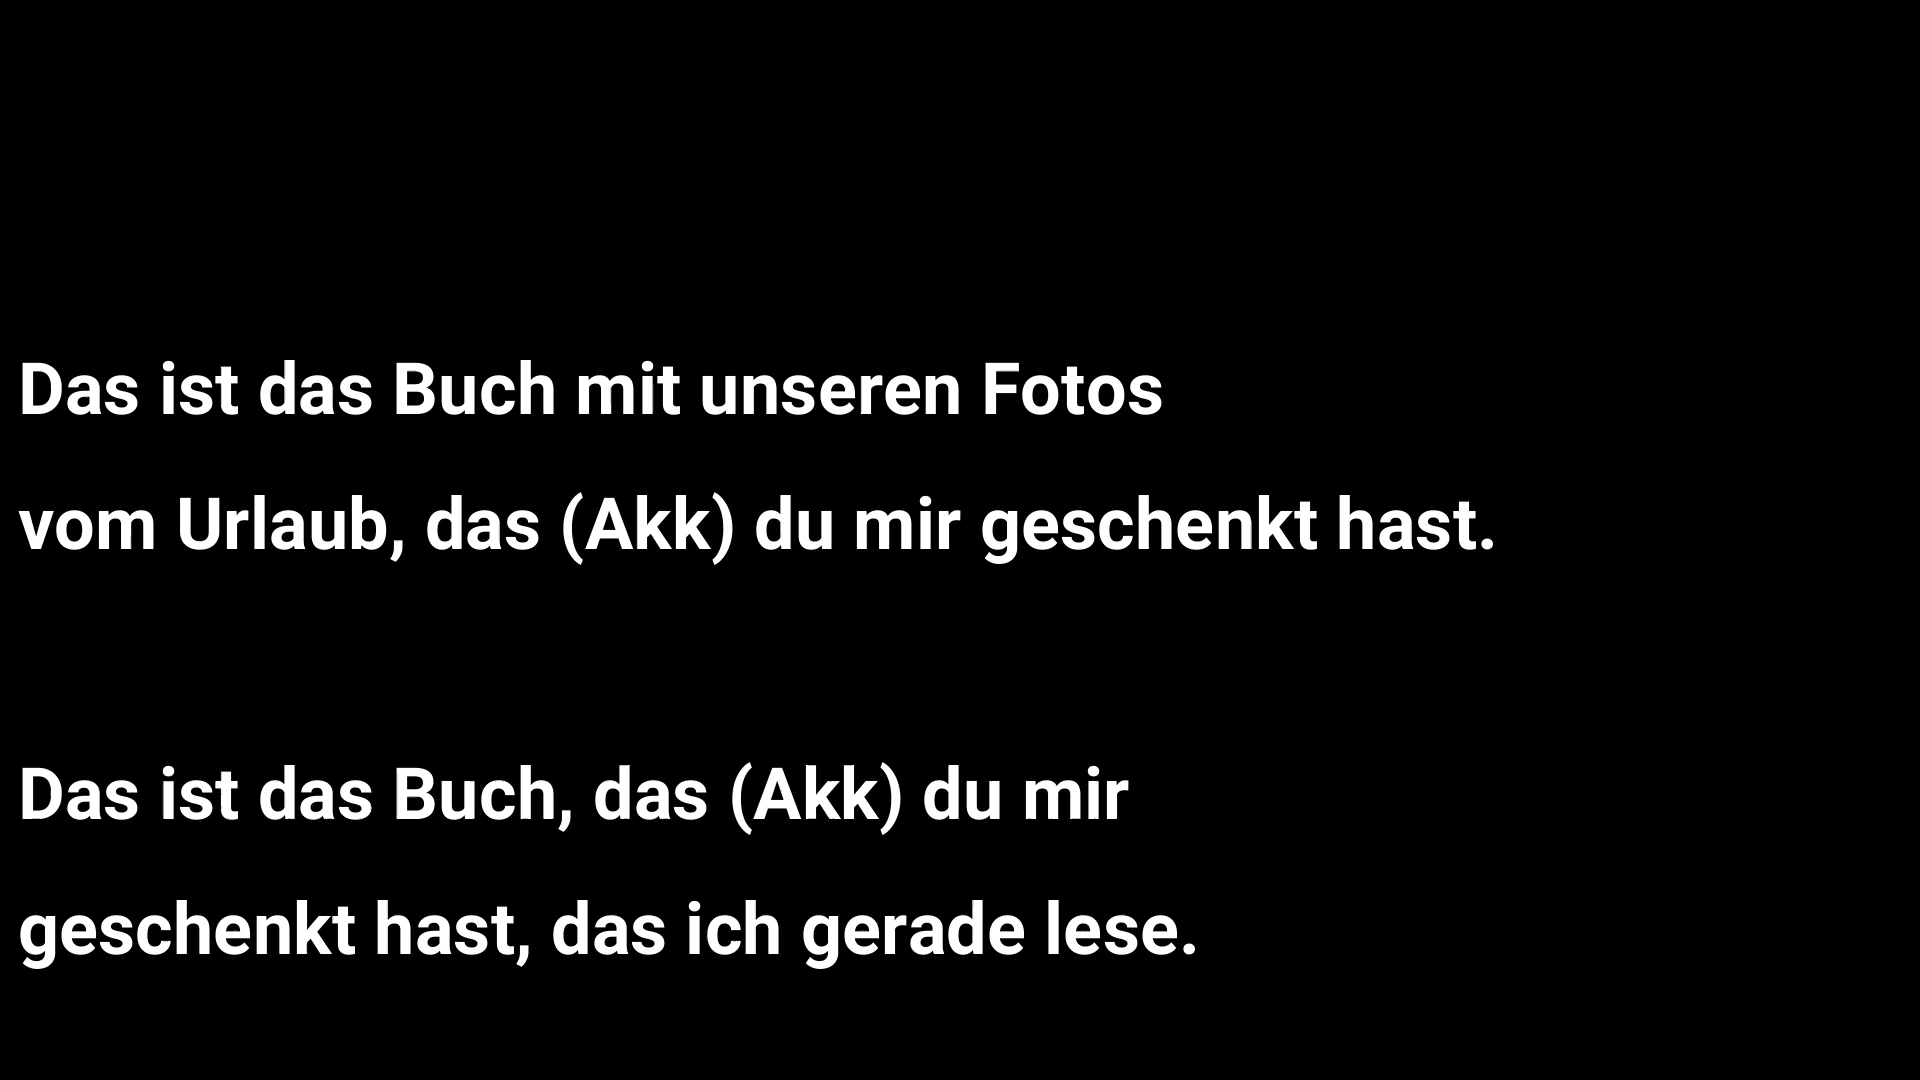 Das ist das Buch mit unseren Fotos
vom Urlaub, das (Akk) du mir geschenkt hast.
Das ist das Buch, das (Akk) du mir
geschenkt hast, das ich gerade lese.